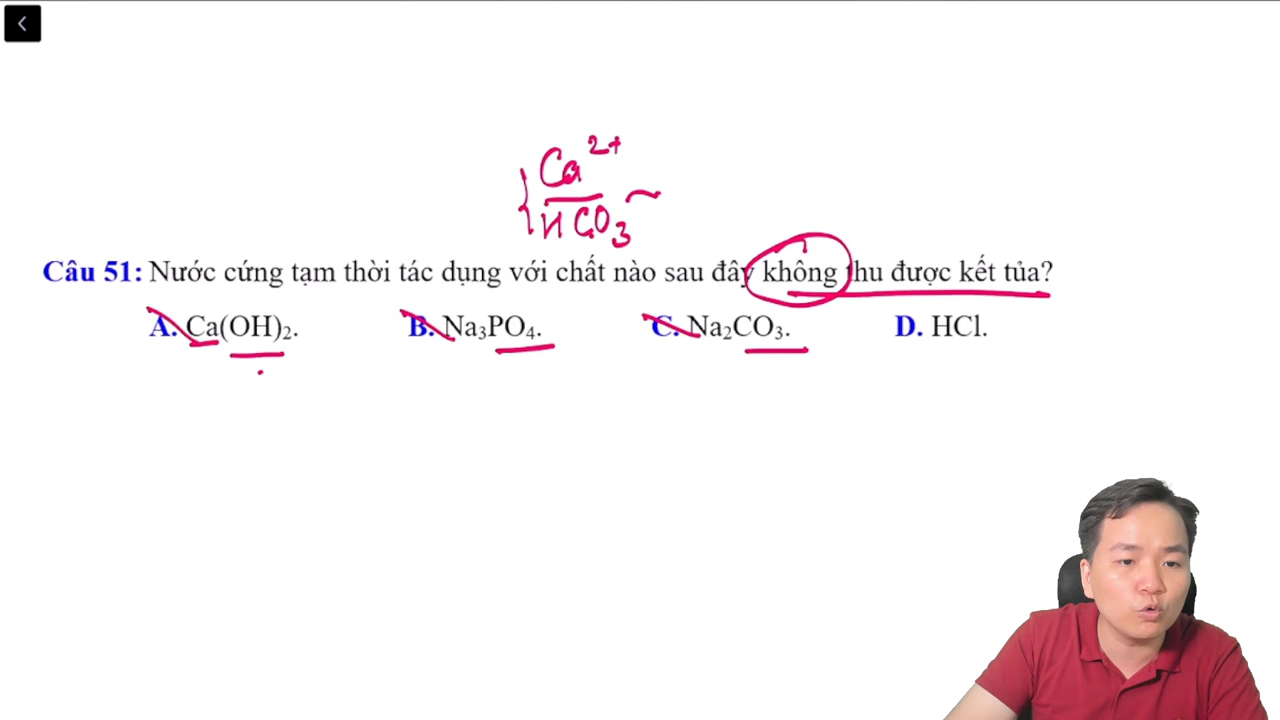 Ca²⁺
HCO₃⁻
Câu 51: Nước cứng tạm thời tác dụng với chất nào sau đây không thu được kết tủa?
A. Ca(OH)₂. B. Na₃PO₄. C. Na₂CO₃. D. HCl.